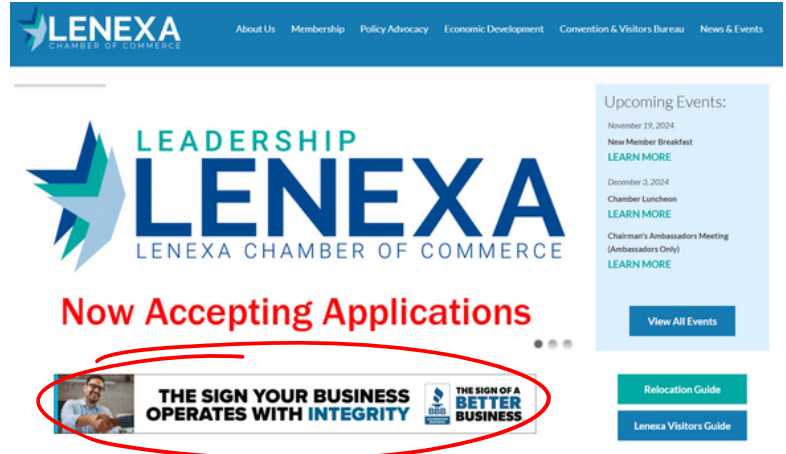 LENEXA
CHAMBER OF COMMERCE
About Us Membership Policy Advocacy Economic Development Convention & Visitors Bureau News & Events
LEADERSHIP
LENEXA
LENEXA CHAMBER OF COMMERCE
Now Accepting Applications
Upcoming Events:
November 19, 2024
New Member Breakfast
LEARN MORE
December 3, 2024
Chamber Luncheon
LEARN MORE
Chairman's Ambassadors Meeting
(Ambassadors Only)
LEARN MORE
View All Events
THE SIGN YOUR BUSINESS
OPERATES WITH INTEGRITY
BBB
THE SIGN OF A
BETTER
BUSINESS
Relocation Guide
Lenexa Visitors Guide